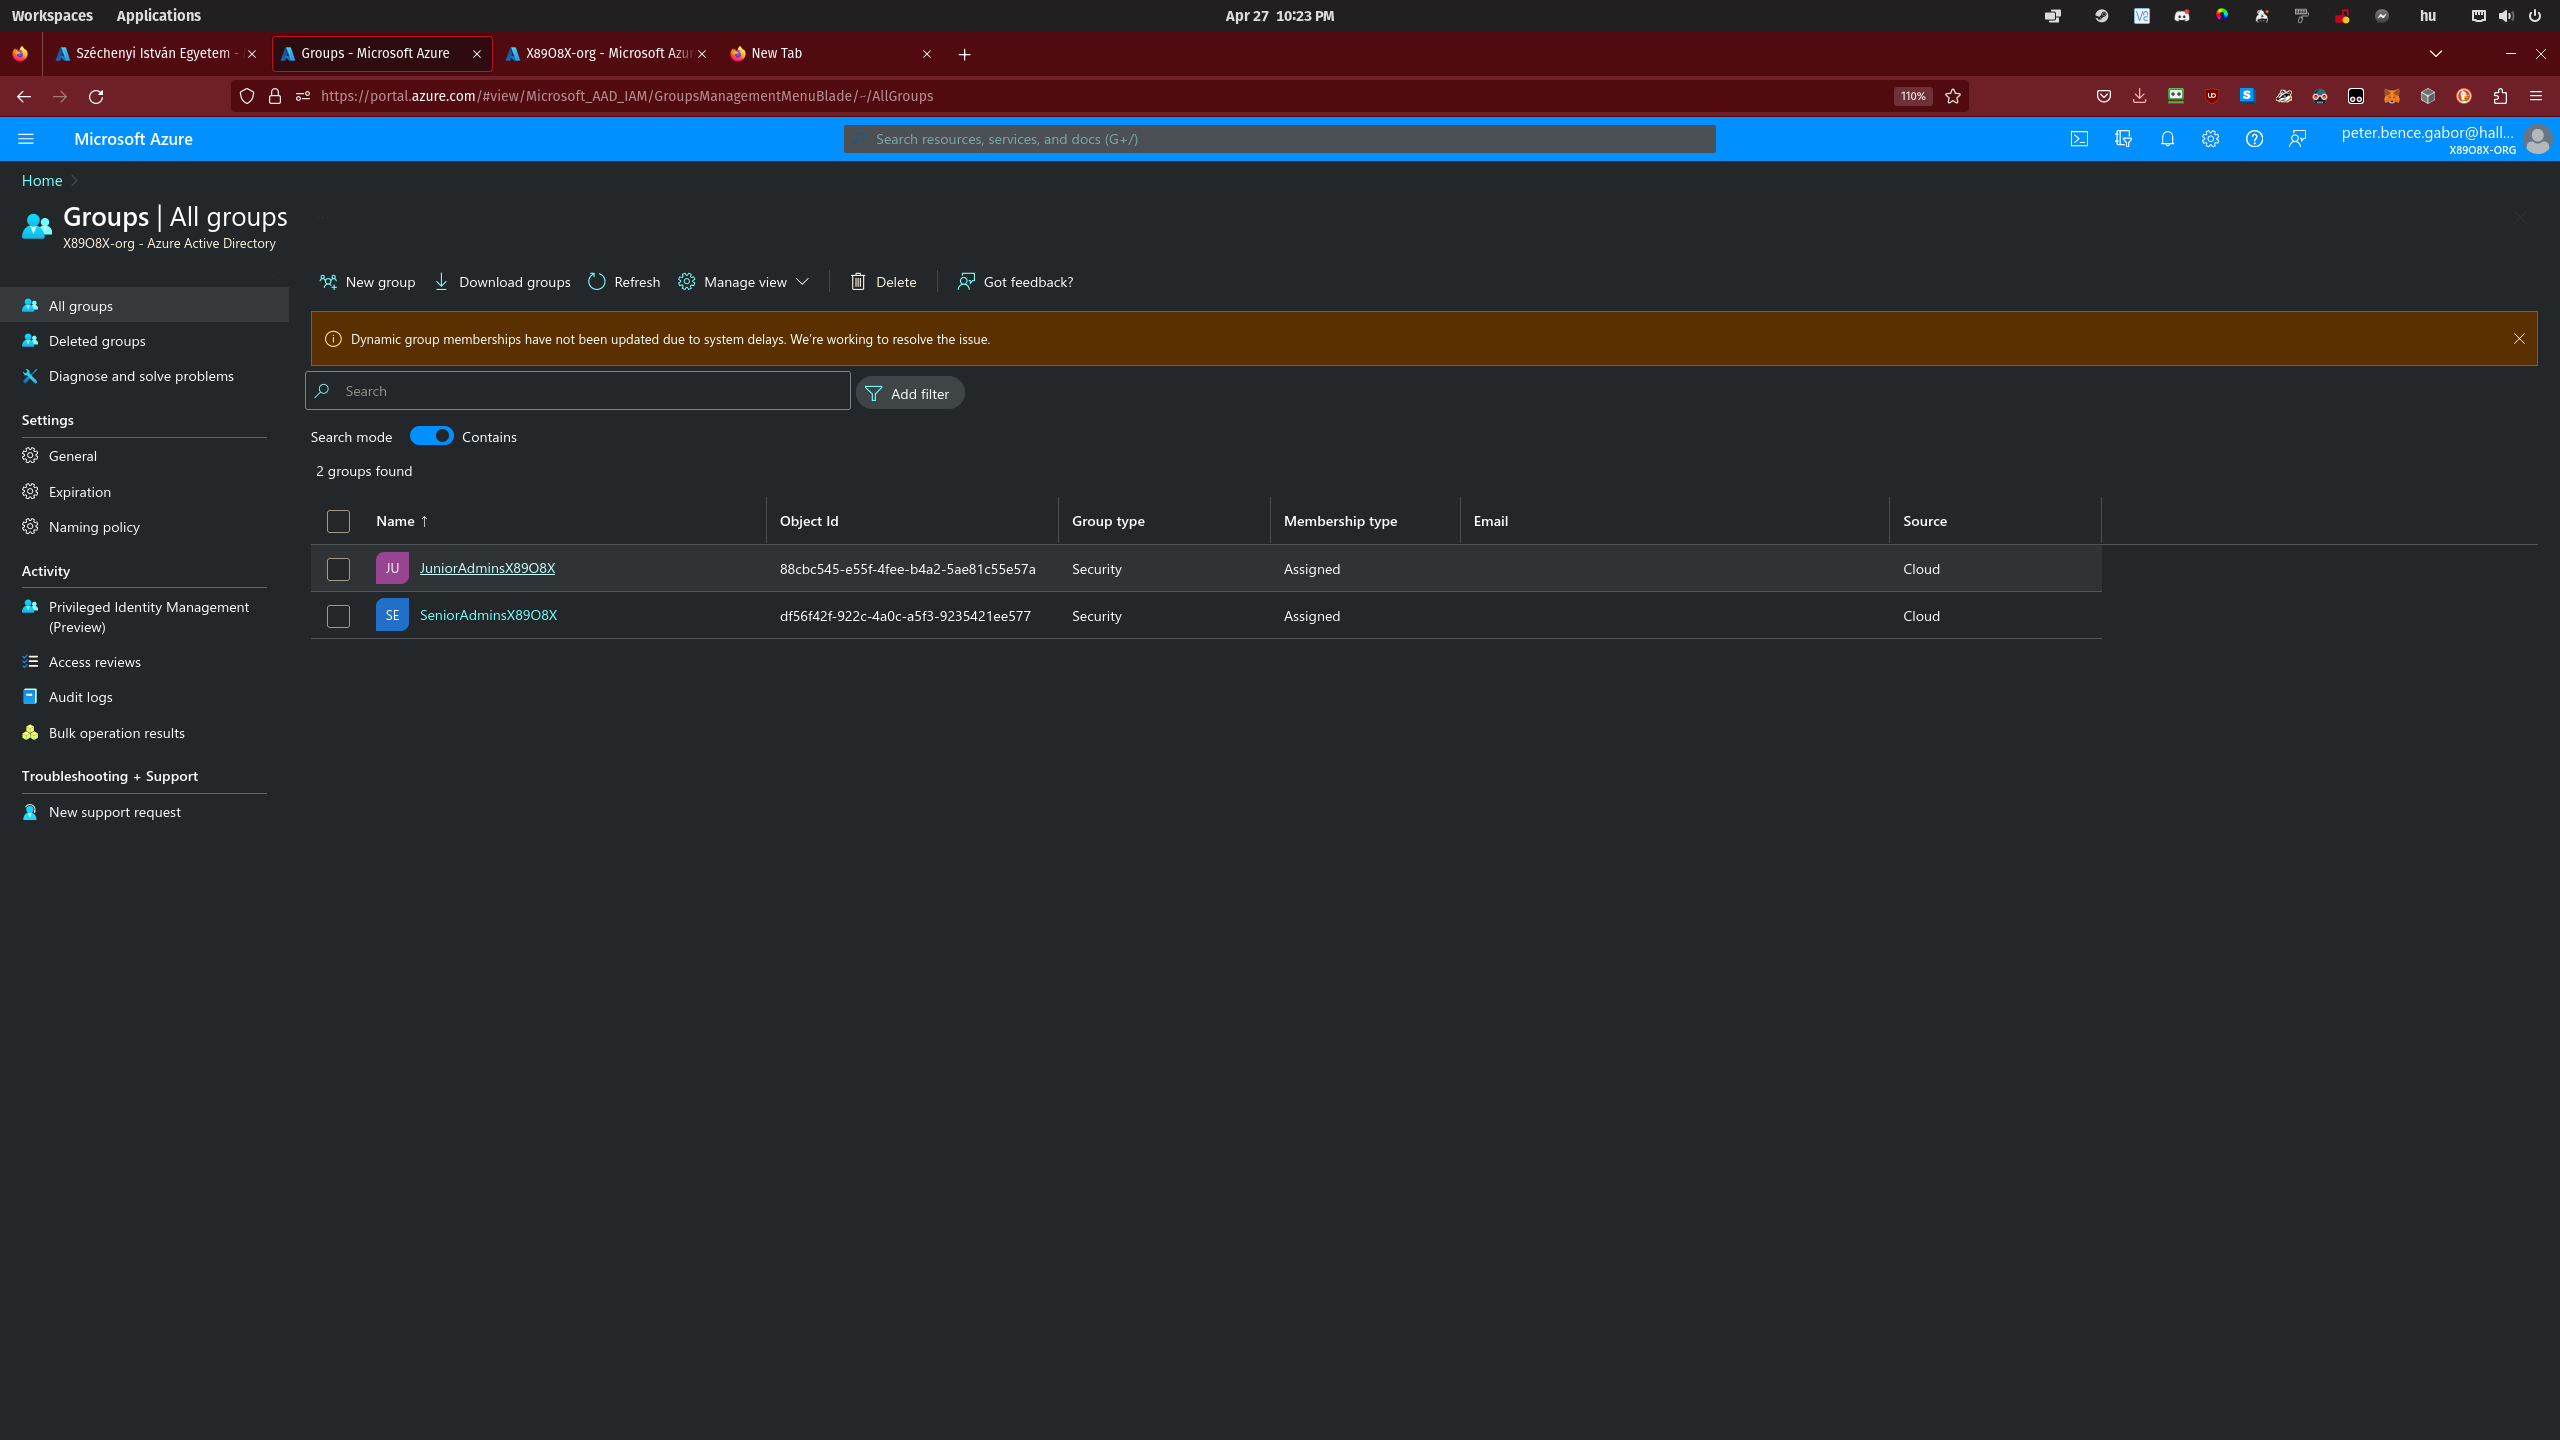 Workspaces Applications Apr 27 10:23 PM hu
Széchenyi István Egyetem - Groups - Microsoft Azure X89O8X-org - Microsoft Azur New Tab
https://portal.azure.com/#view/Microsoft_AAD_IAM/GroupsManagementMenuBlade/~/AllGroups 110%
Microsoft Azure Search resources, services, and docs (G+/) peter.bence.gabor@hall...
X89O8X-ORG
Home
Groups | All groups
X89O8X-org - Azure Active Directory
New group Download groups Refresh Manage view Delete Got feedback?
All groups
Deleted groups
Diagnose and solve problems
Settings
General
Expiration
Naming policy
Activity
Privileged Identity Management
(Preview)
Access reviews
Audit logs
Bulk operation results
Troubleshooting + Support
New support request
Dynamic group memberships have not been updated due to system delays. We're working to resolve the issue.
Search Add filter
Search mode Contains
2 groups found
Name ↑ Object Id Group type Membership type Email Source
JU JuniorAdminsX89O8X 88cbc545-e55f-4fee-b4a2-5ae81c55e57a Security Assigned Cloud
SE SeniorAdminsX89O8X df56f42f-922c-4a0c-a5f3-9235421ee577 Security Assigned Cloud